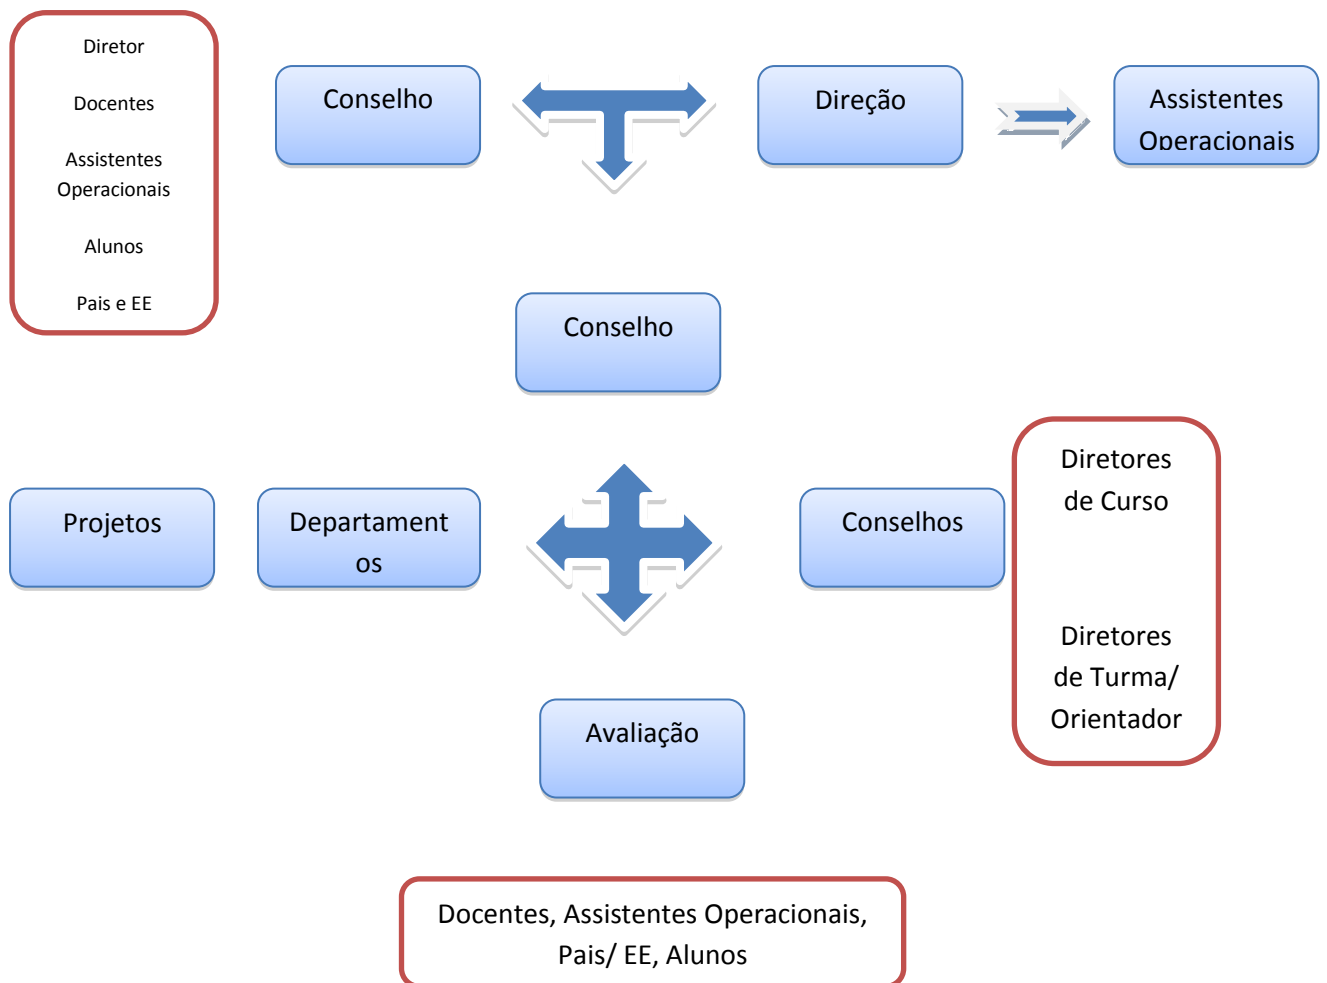 Diretor
Docentes
Assistentes
Operacionais
Alunos
Pais e EE
Conselho
Direção
Assistentes
Operacionais
Conselho
Projetos
Departament
os
Conselhos
Diretores
de Curso
Diretores
de Turma/
Orientador
Avaliação
Docentes, Assistentes Operacionais,
Pais/ EE, Alunos